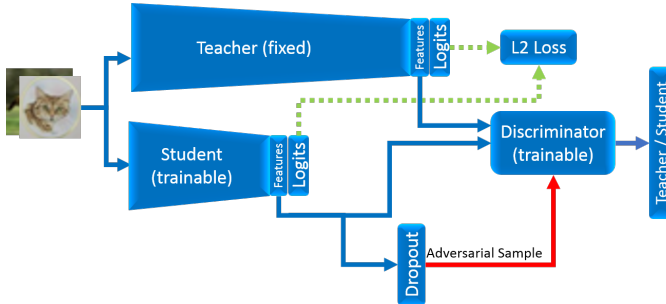 Teacher (fixed)
Features
Logits
L2 Loss
Student
(trainable)
Features
Logits
Discriminator
(trainable)
Teacher / Student
Dropout
Adversarial Sample